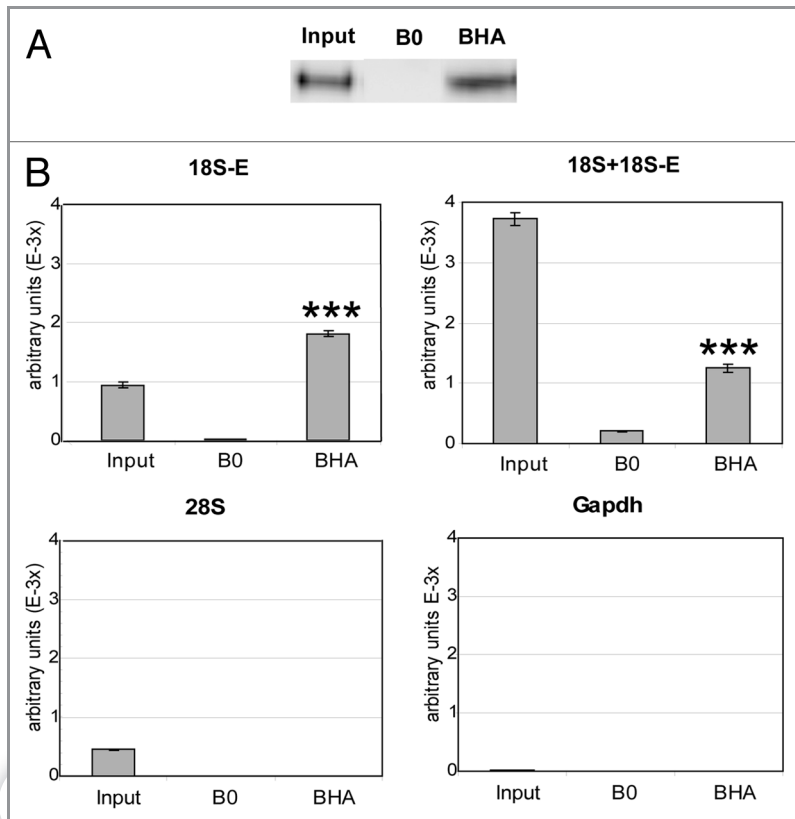 A
Input B0 BHA
B
18S-E
arbitrary units (E-3x)
4
3
2
1
0
***
Input B0 BHA
18S+18S-E
arbitrary units (E-3x)
4
3
2
1
0
***
Input B0 BHA
28S
arbitrary units (E-3x)
4
3
2
1
0
Input B0 BHA
Gapdh
arbitrary units E-3x
4
3
2
1
0
Input B0 BHA